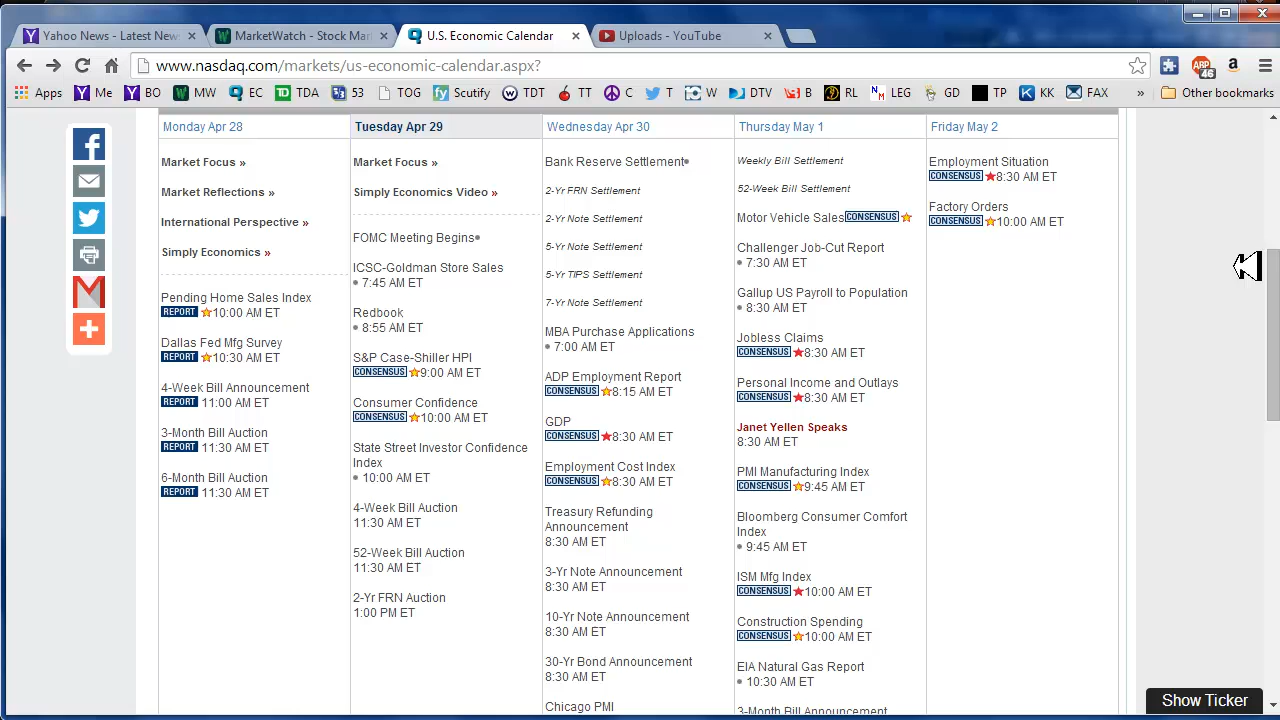 Yahoo News - Latest News
MarketWatch - Stock Mar
U.S. Economic Calendar
Uploads - YouTube
www.nasdaq.com/markets/us-economic-calendar.aspx?
ABP
46
Apps
Me
BO
MW
EC
TDA
53
TOG
Scutify
TDT
TT
C
T
W
DTV
B
RL
LEG
GD
TP
KK
FAX
»
Other bookmarks
Monday Apr 28
Market Focus »
Market Reflections »
International Perspective »
Simply Economics »
Pending Home Sales Index
REPORT 10:00 AM ET
Dallas Fed Mfg Survey
REPORT 10:30 AM ET
4-Week Bill Announcement
REPORT 11:00 AM ET
3-Month Bill Auction
REPORT 11:30 AM ET
6-Month Bill Auction
REPORT 11:30 AM ET
Tuesday Apr 29
Market Focus »
Simply Economics Video »
FOMC Meeting Begins
ICSC-Goldman Store Sales
7:45 AM ET
Redbook
8:55 AM ET
S&P Case-Shiller HPI
CONSENSUS 9:00 AM ET
Consumer Confidence
CONSENSUS 10:00 AM ET
State Street Investor Confidence
Index
10:00 AM ET
4-Week Bill Auction
11:30 AM ET
52-Week Bill Auction
11:30 AM ET
2-Yr FRN Auction
1:00 PM ET
Wednesday Apr 30
Bank Reserve Settlement
2-Yr FRN Settlement
2-Yr Note Settlement
5-Yr Note Settlement
5-Yr TIPS Settlement
7-Yr Note Settlement
MBA Purchase Applications
7:00 AM ET
ADP Employment Report
CONSENSUS 8:15 AM ET
GDP
CONSENSUS 8:30 AM ET
Employment Cost Index
CONSENSUS 8:30 AM ET
Treasury Refunding
Announcement
8:30 AM ET
3-Yr Note Announcement
8:30 AM ET
10-Yr Note Announcement
8:30 AM ET
30-Yr Bond Announcement
8:30 AM ET
Chicago PMI
Thursday May 1
Weekly Bill Settlement
52-Week Bill Settlement
Motor Vehicle Sales CONSENSUS
Challenger Job-Cut Report
7:30 AM ET
Gallup US Payroll to Population
8:30 AM ET
Jobless Claims
CONSENSUS 8:30 AM ET
Personal Income and Outlays
CONSENSUS 8:30 AM ET
Janet Yellen Speaks
8:30 AM ET
PMI Manufacturing Index
CONSENSUS 9:45 AM ET
Bloomberg Consumer Comfort
Index
9:45 AM ET
ISM Mfg Index
CONSENSUS 10:00 AM ET
Construction Spending
CONSENSUS 10:00 AM ET
EIA Natural Gas Report
10:30 AM ET
3-Month Bill Announcement
Friday May 2
Employment Situation
CONSENSUS 8:30 AM ET
Factory Orders
CONSENSUS 10:00 AM ET
Show Ticker